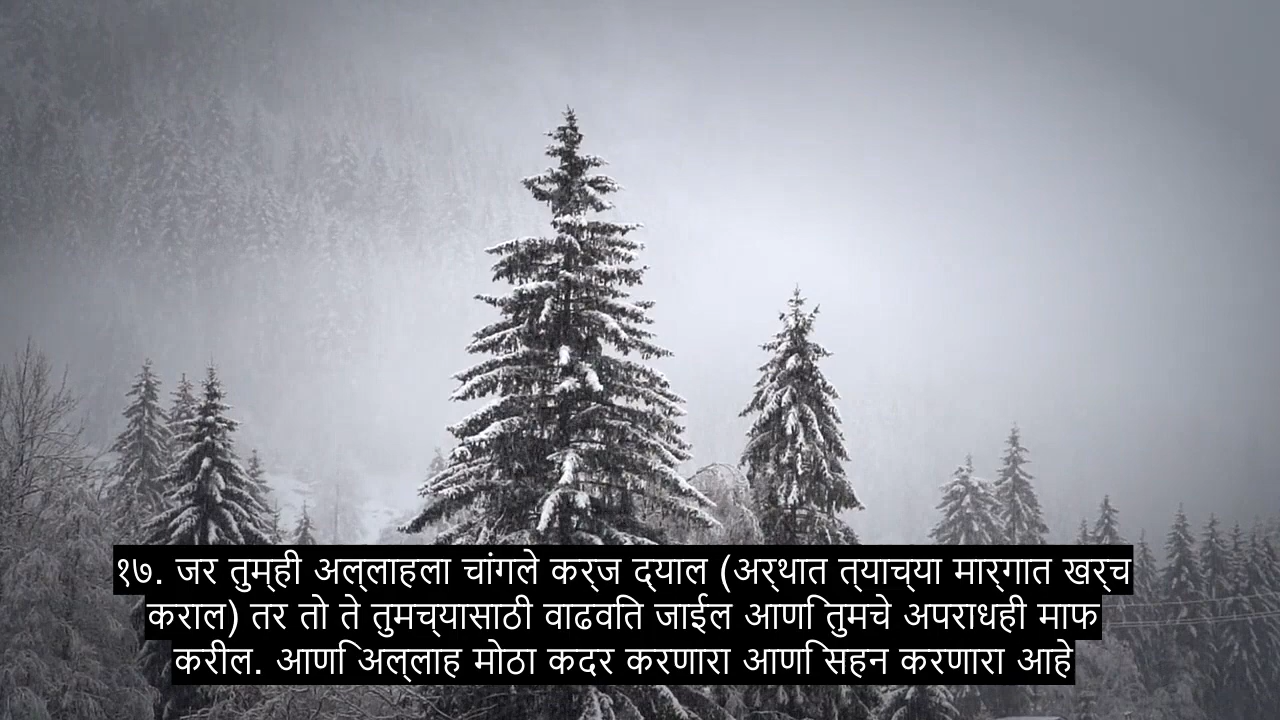 १७. जर तुम्ही अल्लाहला चांगले कर्ज द्याल (अर्थात त्याच्या मार्गात खर्च
कराल) तर तो ते तुमच्यासाठी वाढवित जाईल आणि तुमचे अपराधही माफ
करील. आणि अल्लाह मोठा कदर करणारा आणि सहन करणारा आहे